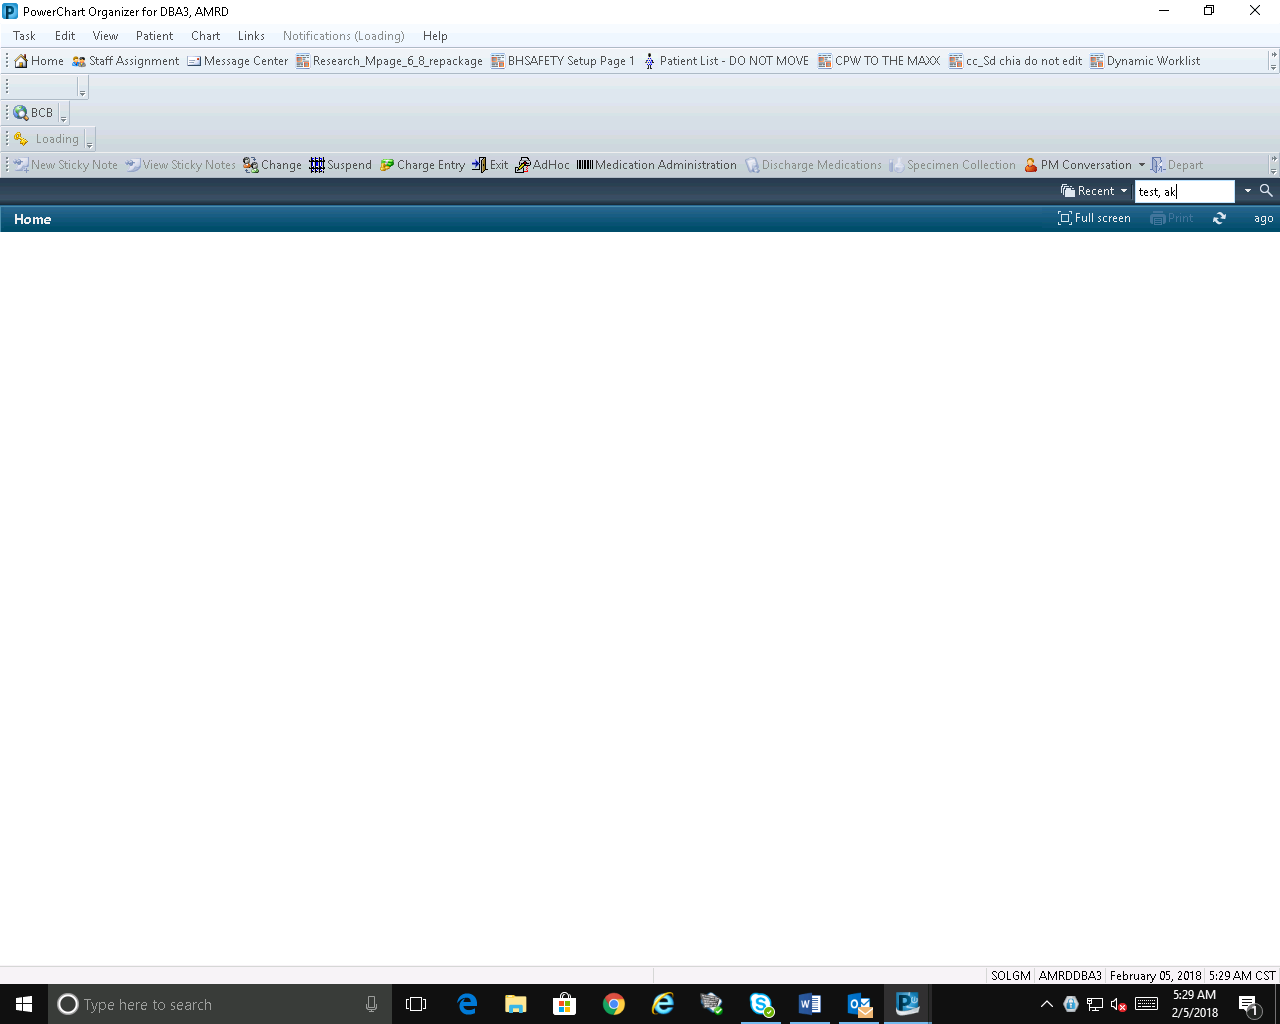 PowerChart Organizer for DBA3, AMRD
Task Edit View Patient Chart Links Notifications (Loading) Help
Home Staff Assignment Message Center Research_Mpage_6_8_repackage BHSAFETY Setup Page 1 Patient List - DO NOT MOVE CPW TO THE MAXX cc_Sd chia do not edit Dynamic Worklist
BCB
Loading
New Sticky Note View Sticky Notes Change Suspend Charge Entry Exit AdHoc Medication Administration Discharge Medications Specimen Collection PM Conversation Depart
Recent test, ak
Home Full screen Print ago
SOLGM AMRDDBA3 February 05, 2018 5:29 AM CST
Type here to search
5:29 AM
2/5/2018
1